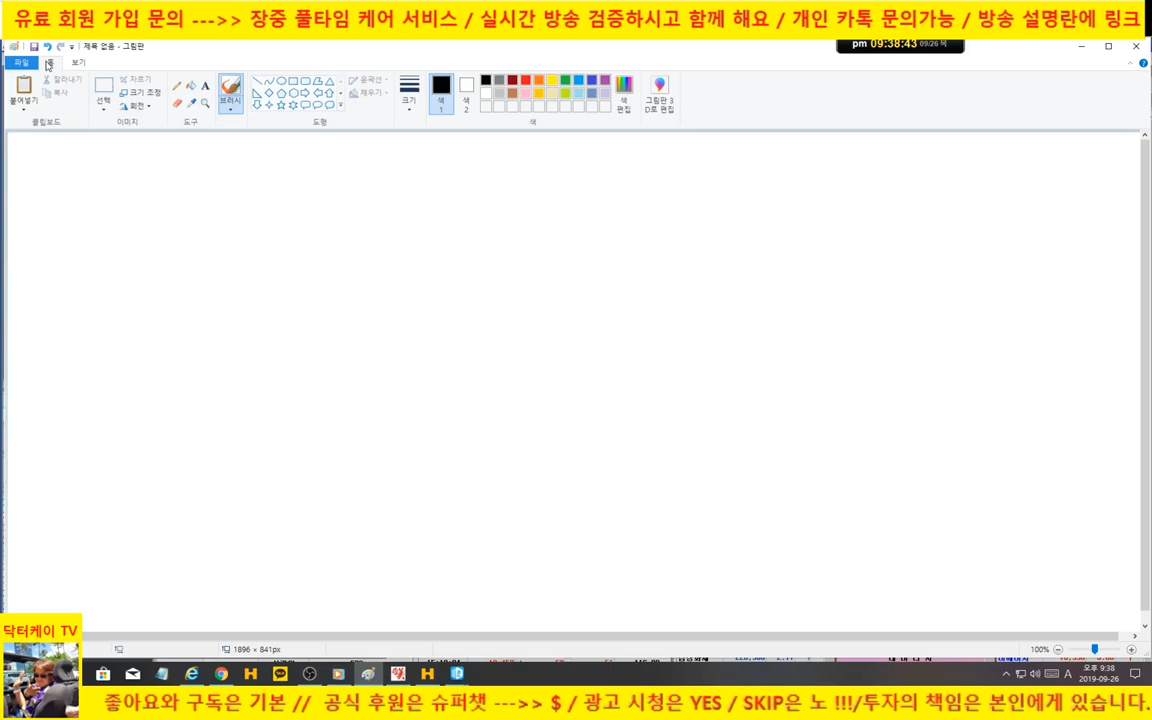 유료 회원 가입 문의 --->> 장중 풀타임 케어 서비스 / 실시간 방송 검증하시고 함께 해요 / 개인 카톡 문의가능 / 방송 설명란에 링크
제목 없음 - 그림판
pm 09:38:43 09/26 목
파일 홈 보기
붙여넣기
잘라내기
복사
클립보드
선택
자르기
크기 조정
회전
이미지
A
도구
브러시
윤곽선
채우기
도형
크기
색 1
색 2
색 편집
그림판 3D로 편집
색
1896 × 841px
100%
닥터케이 TV
A
오후 9:38
2019-09-26
좋아요와 구독은 기본 // 공식 후원은 슈퍼챗 --->> $ / 광고 시청은 YES / SKIP은 노 !!!/투자의 책임은 본인에게 있습니다.